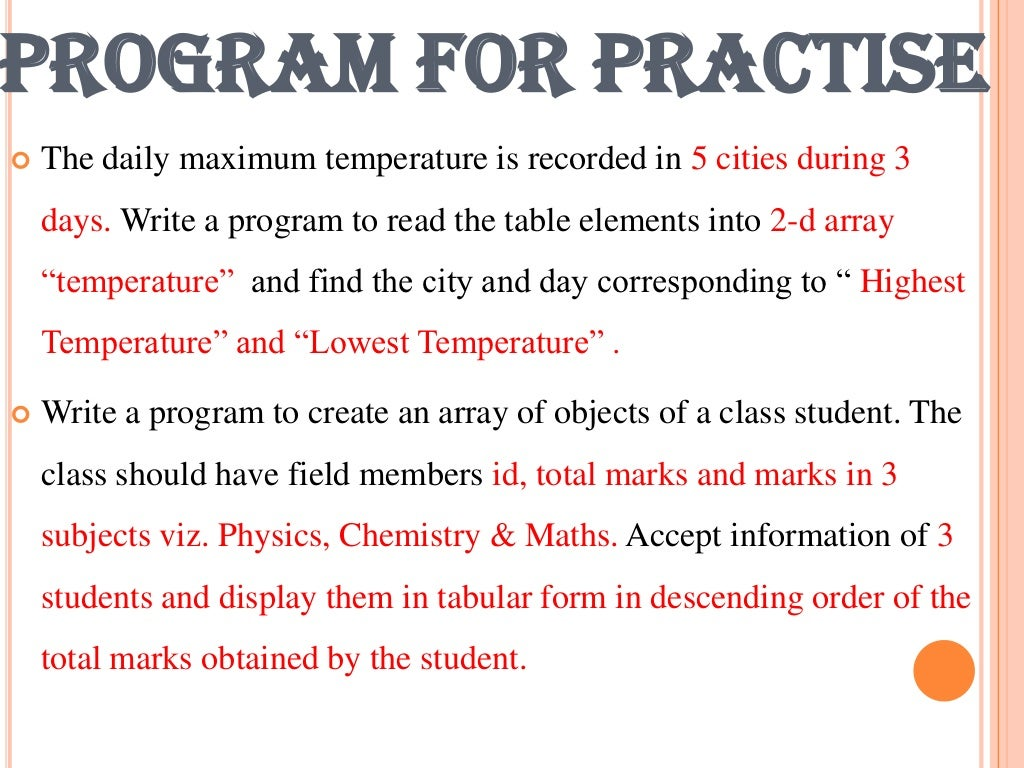 PROGRAM FOR PRACTISE
The daily maximum temperature is recorded in 5 cities during 3
days. Write a program to read the table elements into 2-d array
“temperature” and find the city and day corresponding to “ Highest
Temperature” and “Lowest Temperature” .
Write a program to create an array of objects of a class student. The
class should have field members id, total marks and marks in 3
subjects viz. Physics, Chemistry & Maths. Accept information of 3
students and display them in tabular form in descending order of the
total marks obtained by the student.